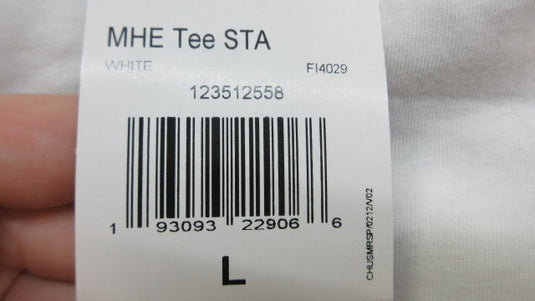 MHE Tee STA
WHITE FI4029
123512558
1 93093 22906 6
L
CHUSMRSP/0212/V02